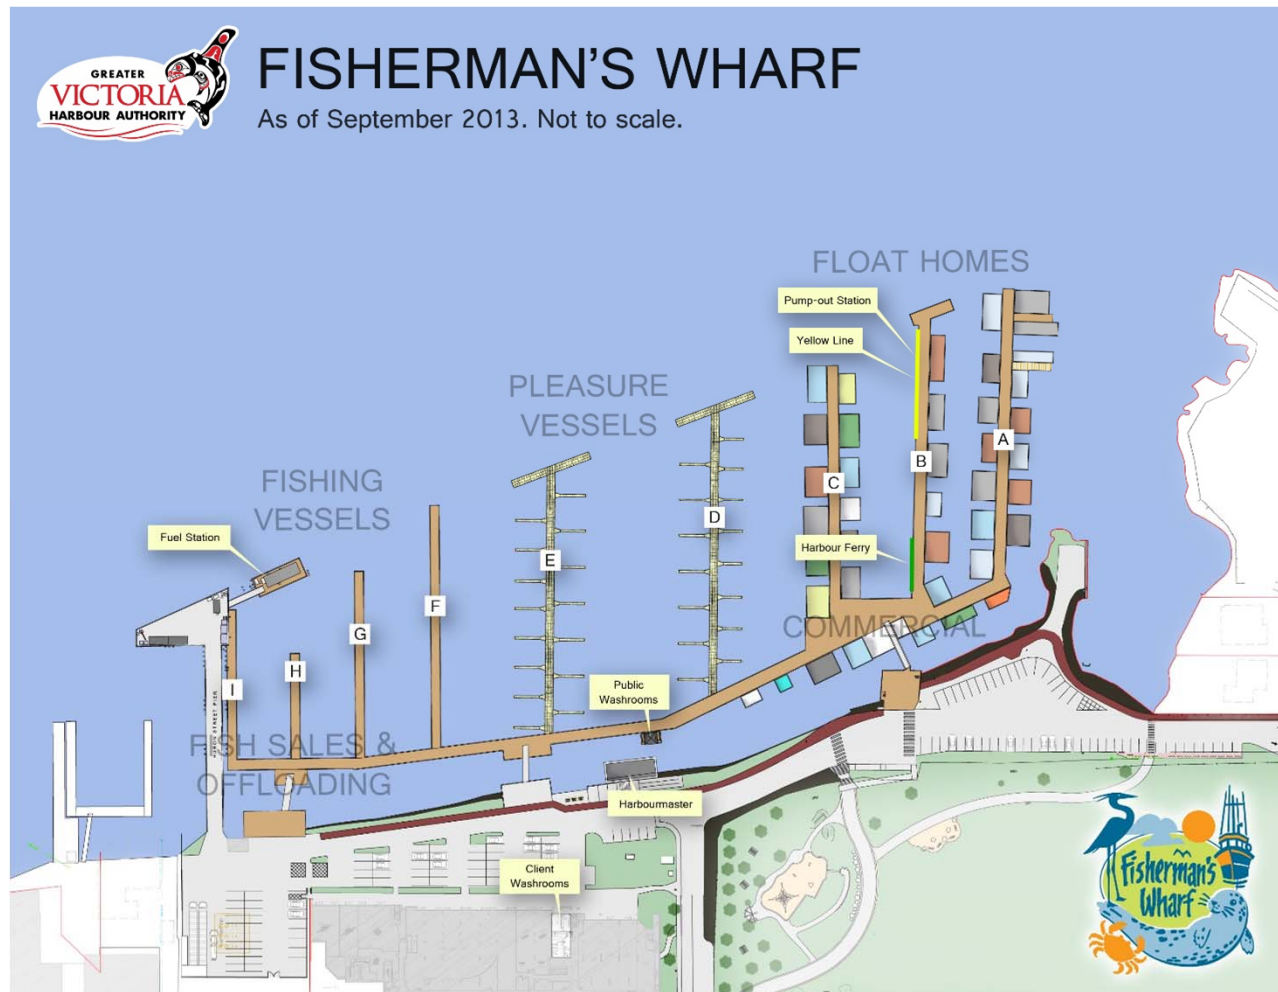 GREATER
VICTORIA
HARBOUR AUTHORITY
FISHERMAN'S WHARF
As of September 2013. Not to scale.
FLOAT HOMES
Pump-out Station
Yellow Line
PLEASURE
VESSELS
A
B
C
FISHING
VESSELS
D
Fuel Station
Harbour Ferry
E
F
COMMERCIAL
G
H
I
Public
Washrooms
FISH SALES &
OFFLOADING
Harbourmaster
Client
Washrooms
Fisherman's
Wharf